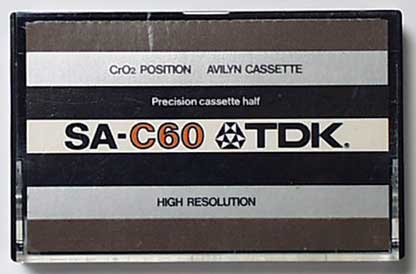 CrO2 POSITION AVILYN CASSETTE
Precision cassette half
SA-C60 TDK®
HIGH RESOLUTION